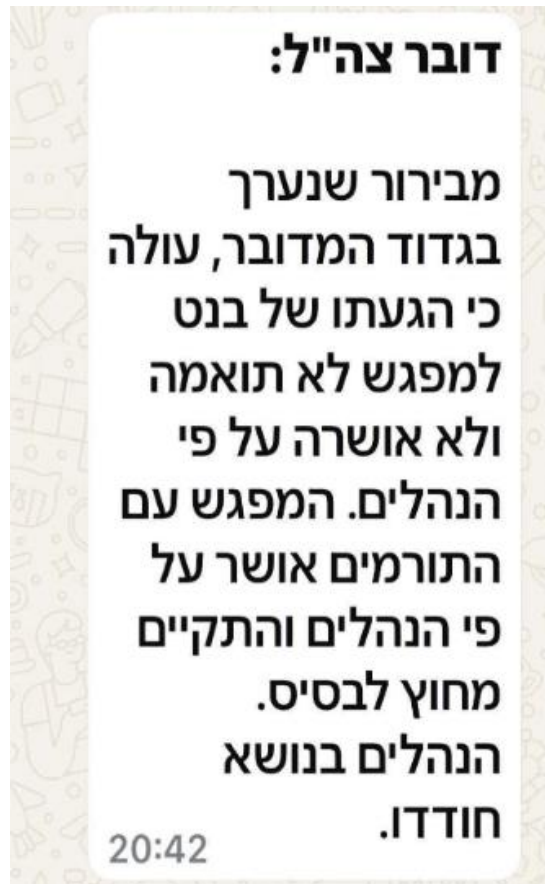 דובר צה"ל:
מבירור שנערך
בגדוד המדובר, עולה
כי הגעתו של בנט
למפגש לא תואמה
ולא אושרה על פי
הנהלים. המפגש עם
התורמים אושר על
פי הנהלים והתקיים
מחוץ לבסיס.
הנהלים בנושא
חודדו.
20:42